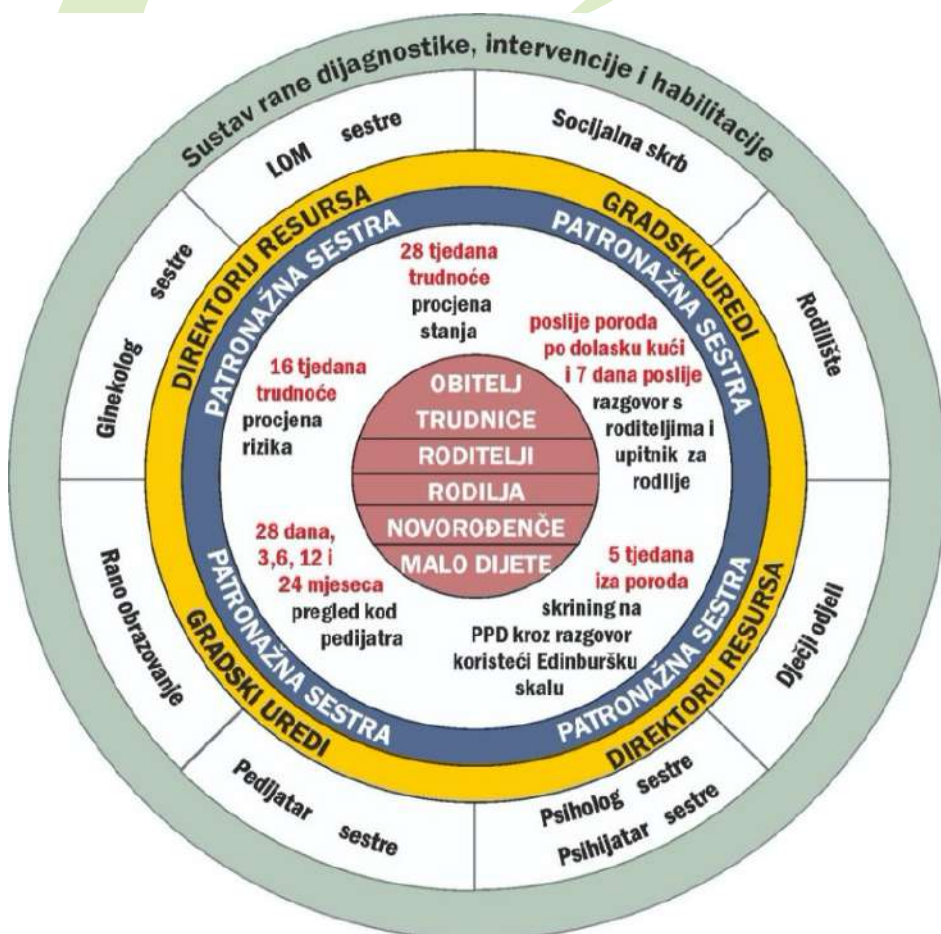 Sustav rane dijagnostike, intervencije i habilitacije
LOM sestre
Socijalna skrb
Rodilište
Dječji odjeli
Psiholog sestre
Psihijatar sestre
Pedijatar sestre
Rano obrazovanje
Ginekolog sestre
DIREKTORIJ RESURSA
GRADSKI UREDI
DIREKTORIJ RESURSA
GRADSKI UREDI
PATRONAŽNA SESTRA
PATRONAŽNA SESTRA
PATRONAŽNA SESTRA
PATRONAŽNA SESTRA
28 tjedana
trudnoće
procjena
stanja
poslije poroda
po dolasku kući
i 7 dana poslije
razgovor s
roditeljima i
upitnik za
rodilje
16 tjedana
trudnoće
procjena
rizika
OBITELJ
TRUDNICE
RODITELJI
RODILJA
NOVOROĐENČE
MALO DIJETE
28 dana,
3,6, 12 i
24 mjeseca
pregled kod
pedijatra
5 tjedana
iza poroda
skrining na
PPD kroz razgovor
koristeći Edinburšku
skalu